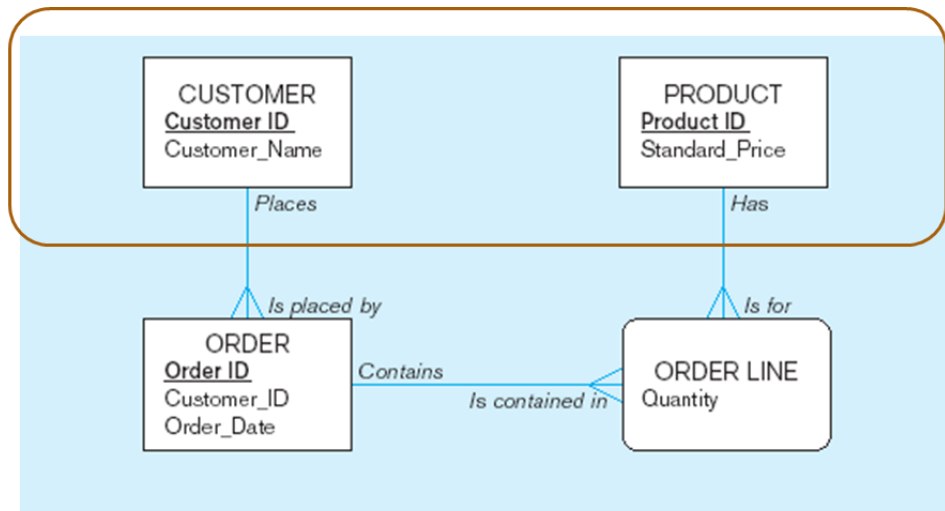 CUSTOMER
Customer ID
Customer_Name
PRODUCT
Product ID
Standard_Price
Places
Has
Is placed by
Is for
ORDER
Order ID
Customer_ID
Order_Date
Contains
Is contained in
ORDER LINE
Quantity